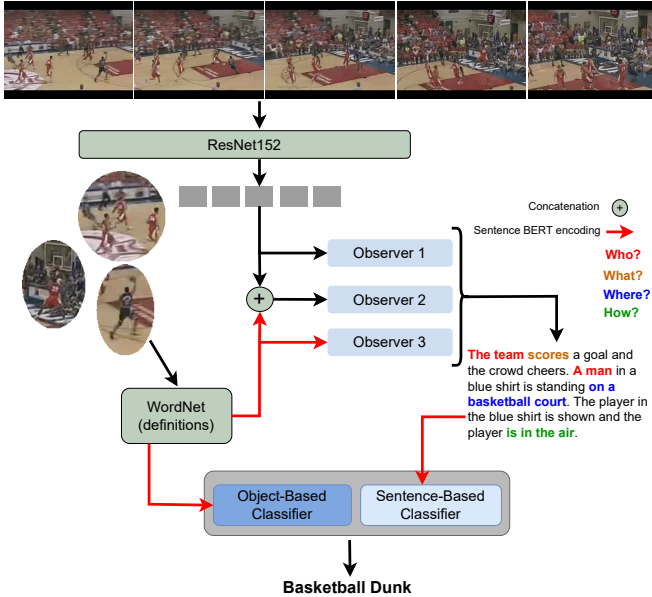 ResNet152
Concatenation +
Sentence BERT encoding
Who?
What?
Where?
How?
Observer 1
+
Observer 2
Observer 3
The team scores a goal and
the crowd cheers. A man in a
blue shirt is standing on a
basketball court. The player in
the blue shirt is shown and the
player is in the air.
WordNet
(definitions)
Object-Based
Classifier
Sentence-Based
Classifier
Basketball Dunk